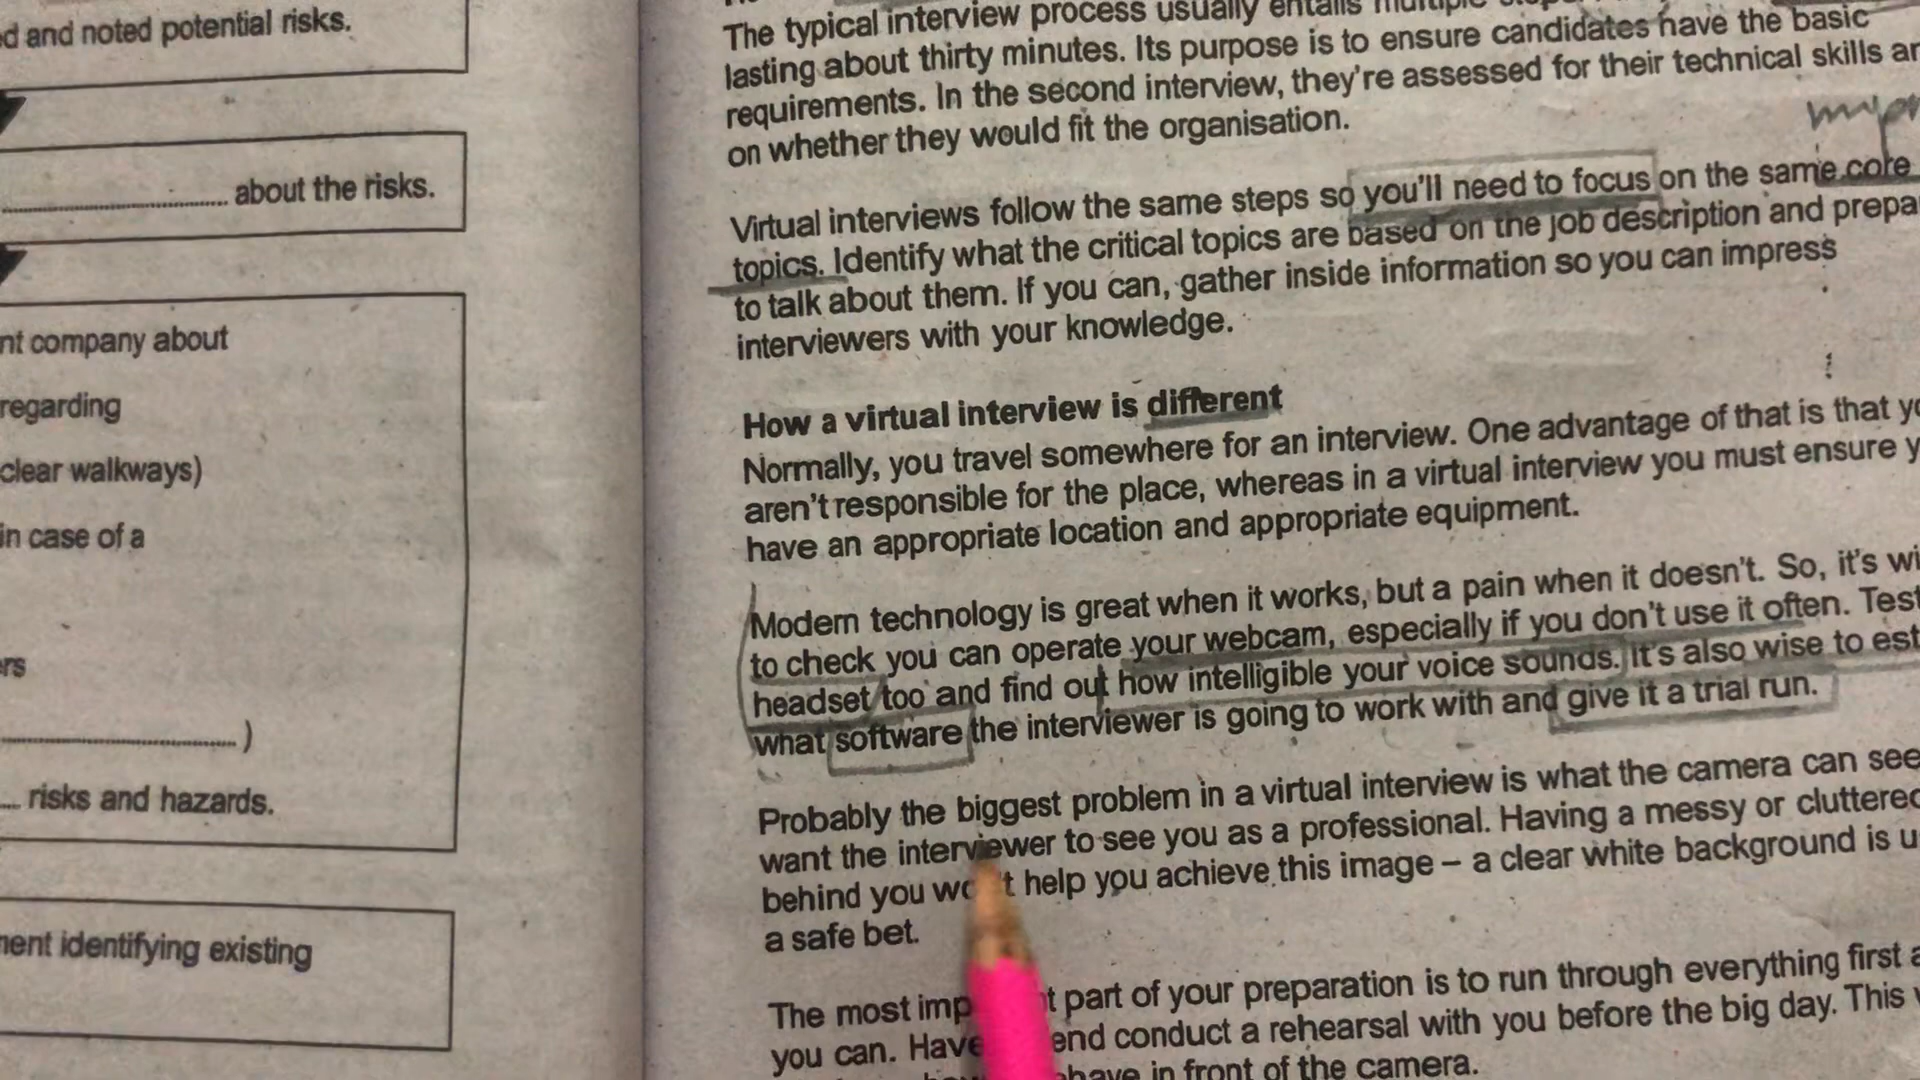 d and noted potential risks.
about the risks.
nt company about
regarding
clear walkways)
in case of a
rs
)
risks and hazards.
ment identifying existing
The typical interview process usually entails multiple
lasting about thirty minutes. Its purpose is to ensure candidates have the basic
requirements. In the second interview, they're assessed for their technical skills an
on whether they would fit the organisation.
Virtual interviews follow the same steps so you'll need to focus on the same core
topics. Identify what the critical topics are based on the job description and prepa
to talk about them. If you can, gather inside information so you can impress
interviewers with your knowledge.
How a virtual interview is different
Normally, you travel somewhere for an interview. One advantage of that is that yo
aren't responsible for the place, whereas in a virtual interview you must ensure y
have an appropriate location and appropriate equipment.
Modern technology is great when it works, but a pain when it doesn't. So, it's wi
to check you can operate your webcam, especially if you don't use it often. Test
headset too and find out how intelligible your voice sounds. It's also wise to est
what software the interviewer is going to work with and give it a trial run.
Probably the biggest problem in a virtual interview is what the camera can see
want the interviewer to see you as a professional. Having a messy or cluttered
behind you wo t help you achieve this image – a clear white background is u
a safe bet.
The most imp t part of your preparation is to run through everything first a
you can. Have end conduct a rehearsal with you before the big day. This
have in front of the camera.